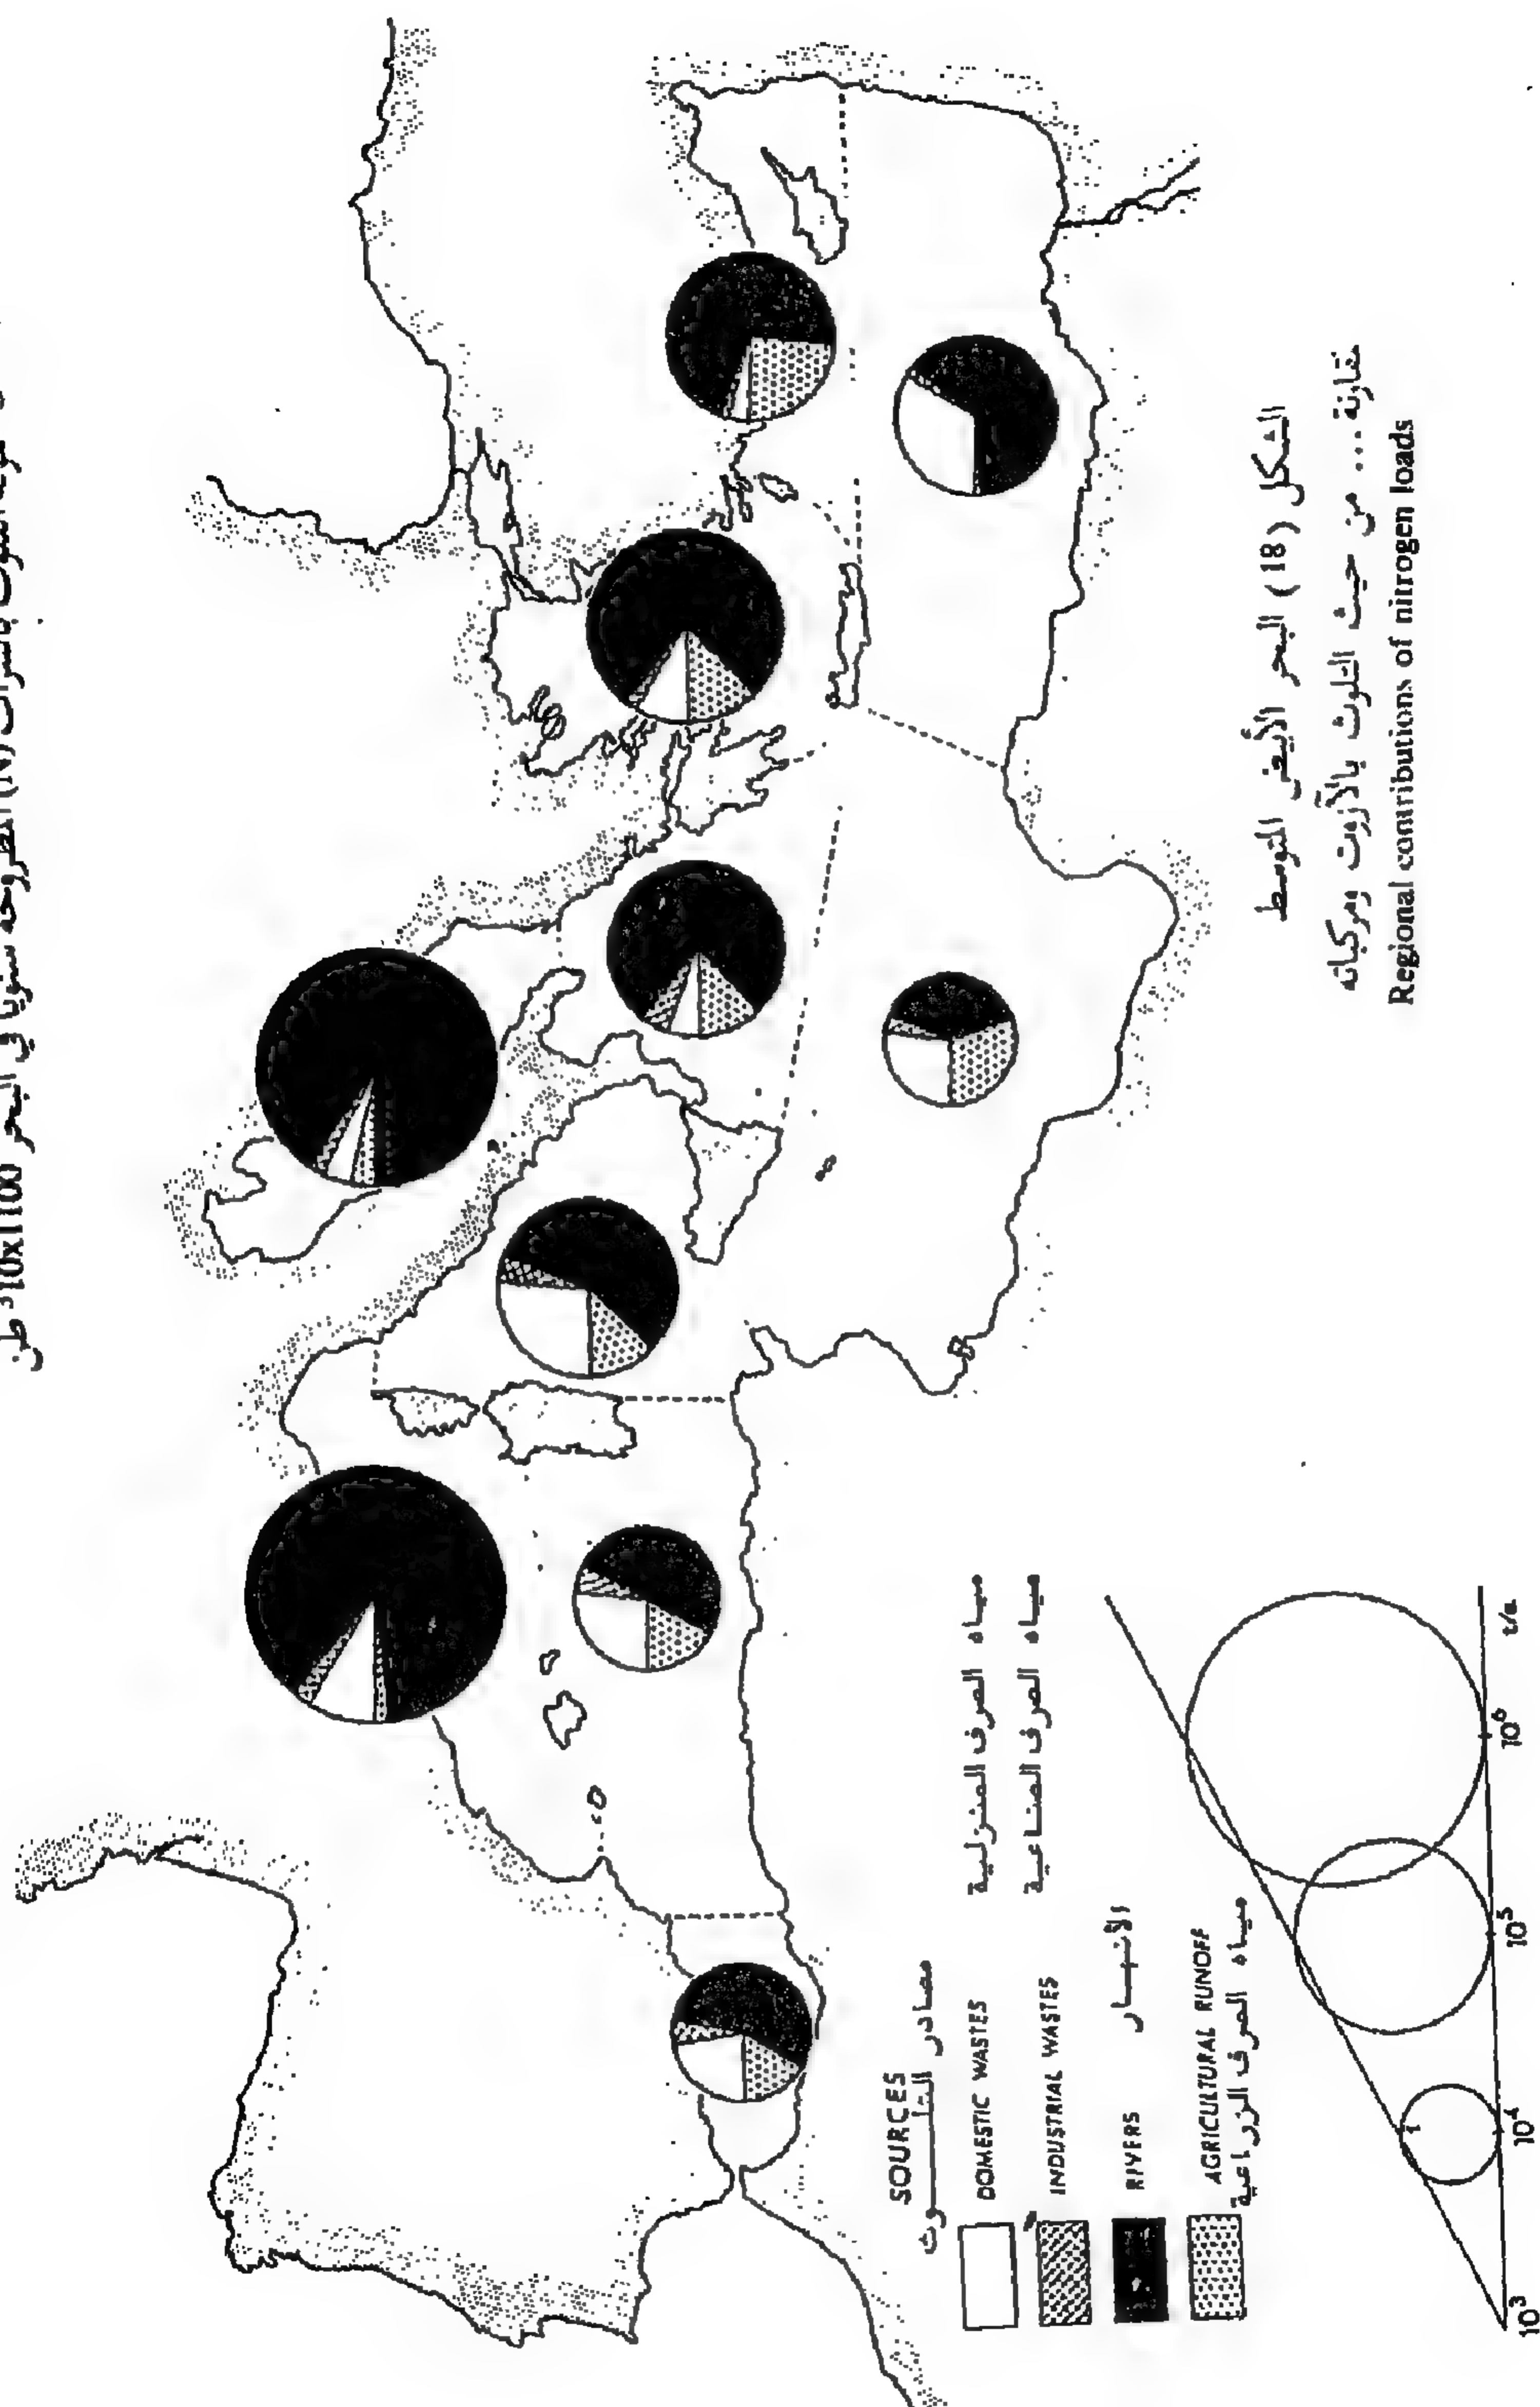 10x1100³ طن
الشكل (18) البحر الأبيض المتوسط
مقارنة ... من حيث التلوث بالآزوت ومركباته
Regional contributions of nitrogen loads
SOURCES
مصادر التلـــــوث
DOMESTIC WASTES
مياه الصرف المنزلية
INDUSTRIAL WASTES
مياه الصرف الصناعية
RIVERS
الأنهـار
AGRICULTURAL RUNOFF
مياه الصرف الزراعية
10³ 10⁴ 10⁵ 10⁶ t/a